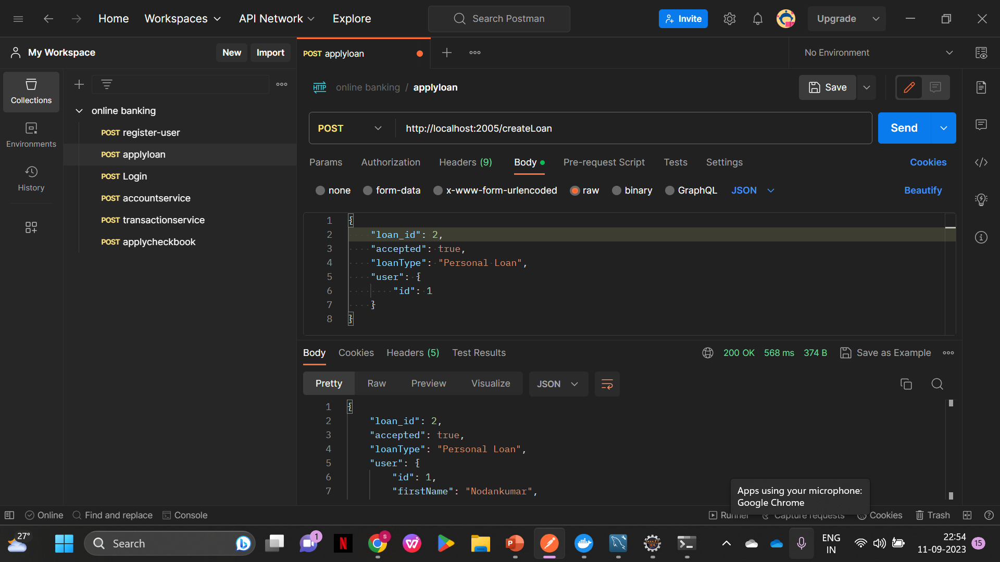 Home
Workspaces
API Network
Explore
Search Postman
Invite
Upgrade
My Workspace
New
Import
POST applyloan
No Environment
Collections
Environments
History
online banking
POST register-user
POST applyloan
POST Login
POST accountservice
POST transactionservice
POST applycheckbook
HTTP
online banking / applyloan
Save
POST
http://localhost:2005/createLoan
Send
Params
Authorization
Headers (9)
Body
Pre-request Script
Tests
Settings
Cookies
none
form-data
x-www-form-urlencoded
raw
binary
GraphQL
JSON
Beautify
1 {
2 "loan_id": 2,
3 "accepted": true,
4 "loanType": "Personal Loan",
5 "user": {
6 "id": 1
7 }
8 }
Body
Cookies
Headers (5)
Test Results
200 OK
568 ms
374 B
Save as Example
Pretty
Raw
Preview
Visualize
JSON
1 {
2 "loan_id": 2,
3 "accepted": true,
4 "loanType": "Personal Loan",
5 "user": {
6 "id": 1,
7 "firstName": "Nodankumar",
Apps using your microphone:
Google Chrome
Online
Find and replace
Console
Runner
Capture requests
Cookies
Trash
27°
Search
1
S
N
P
Java EE
IDE
ENG
IN
22:54
11-09-2023
15